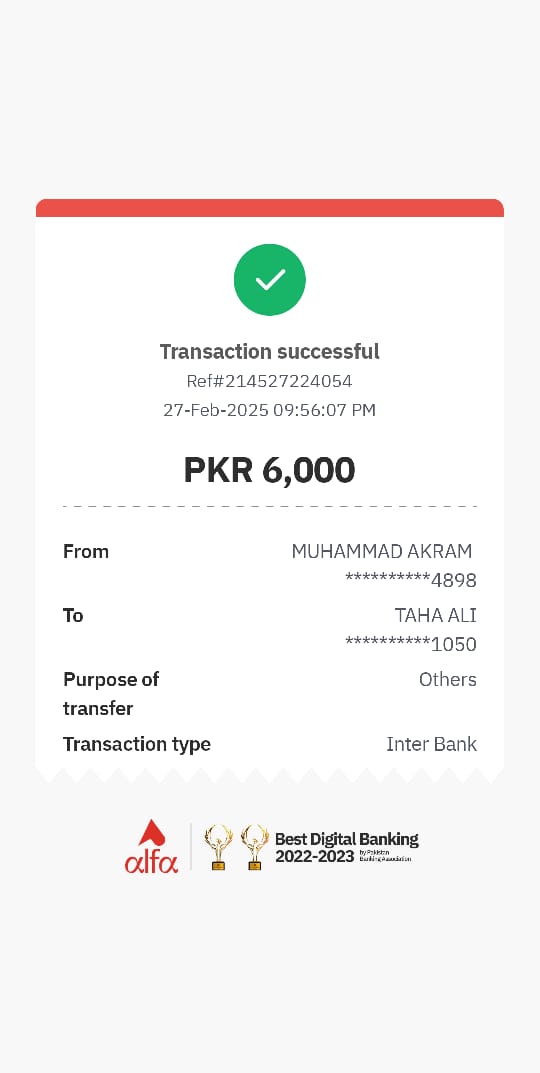 Transaction successful
Ref#214527224054
27-Feb-2025 09:56:07 PM
PKR 6,000
From MUHAMMAD AKRAM
**********4898
To TAHA ALI
**********1050
Purpose of Others
transfer
Transaction type Inter Bank
alfa
Best Digital Banking
2022-2023 by Pakistan
Banking Association